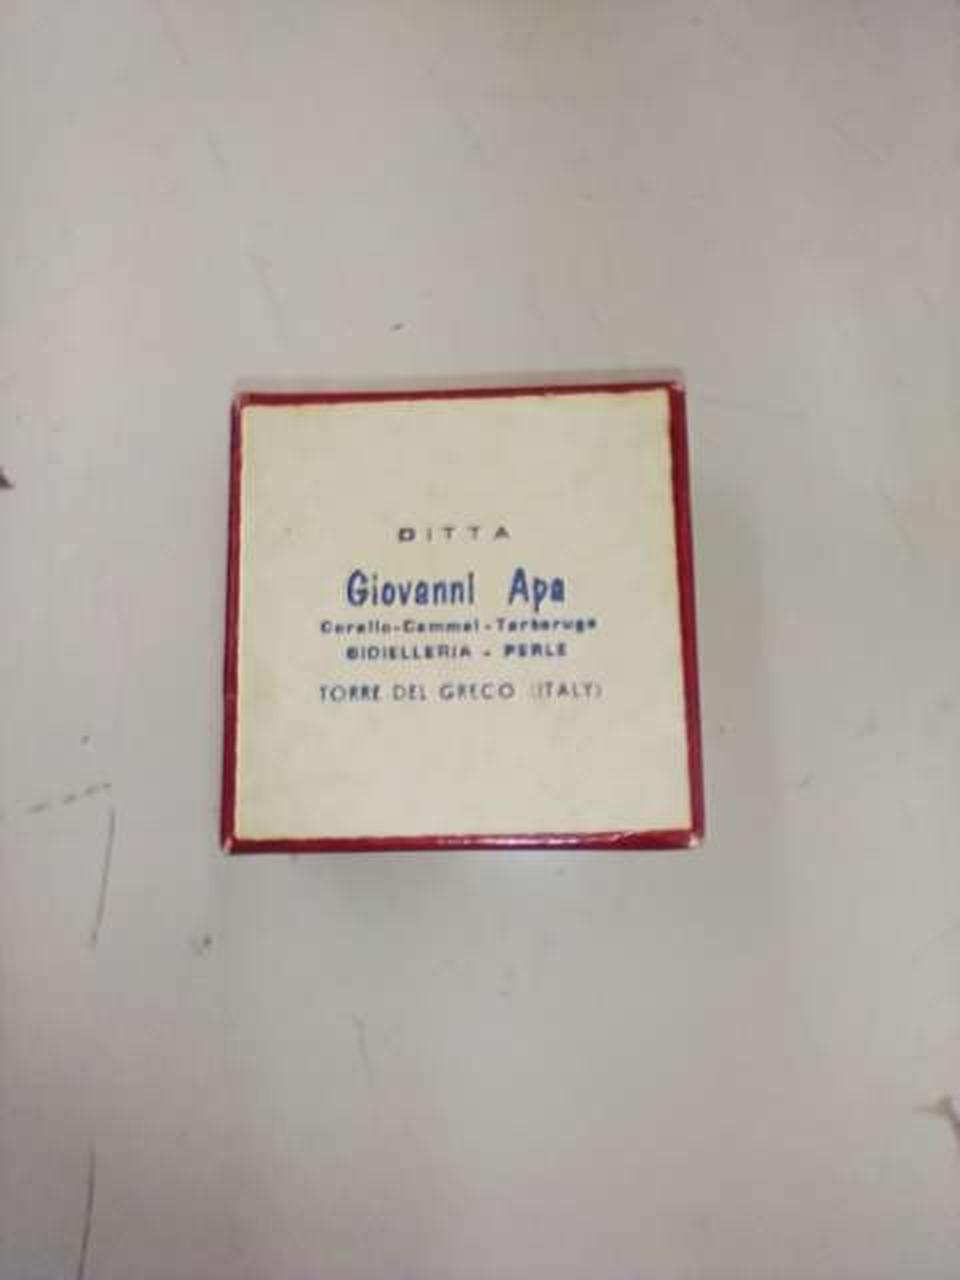 DITTA
Giovanni Apa
Corallo-Cammei-Tartaruga
GIOIELLERIA - PERLE
TORRE DEL GRECO (ITALY)